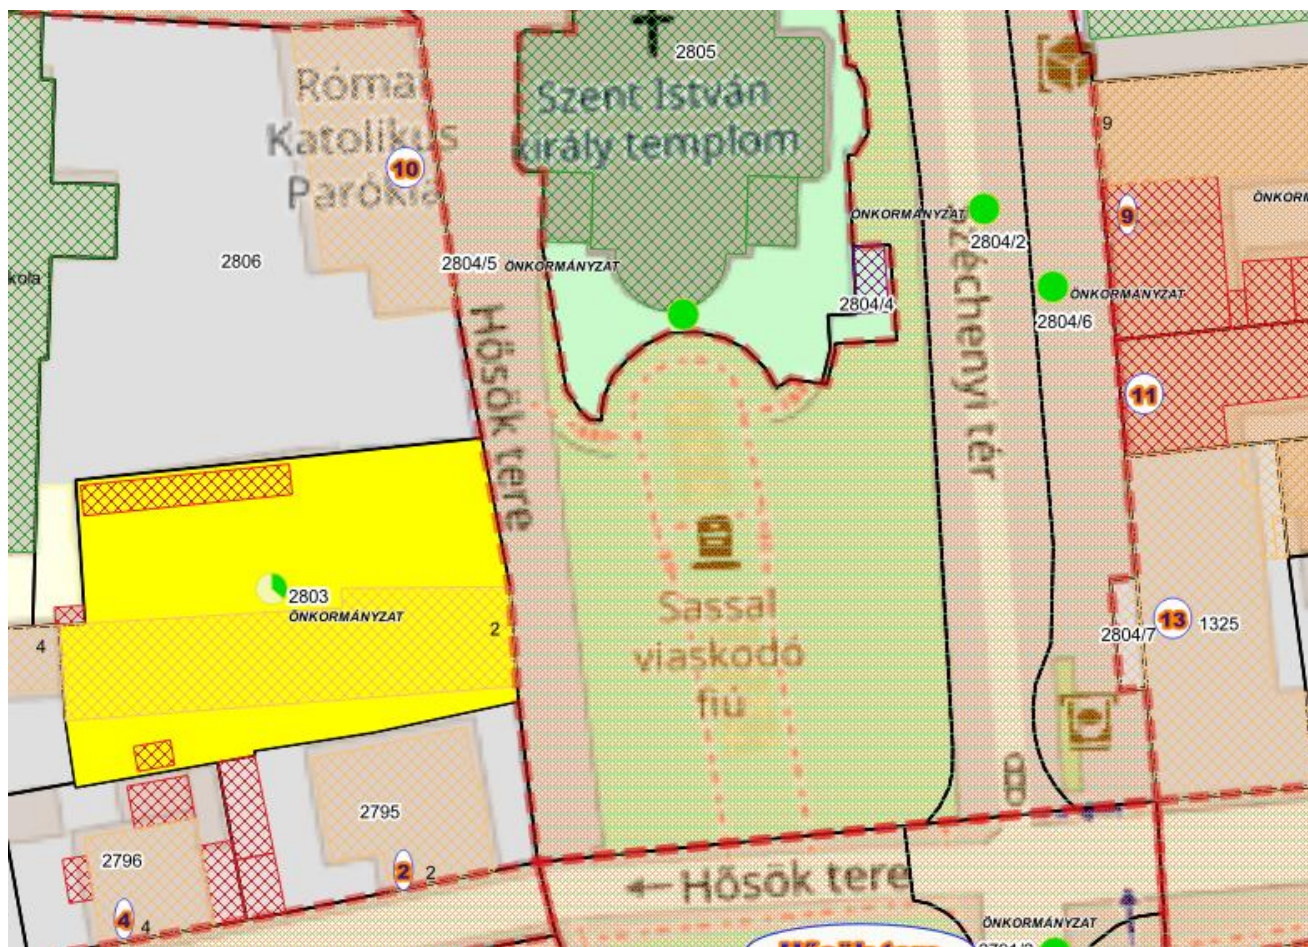 2805
Római
Katolikus
Parókia
Szent István
király templom
10
9
9
ÖNKORMÁNYZAT
2804/2
2806
2804/5
ÖNKORMÁNYZAT
2804/4
ÖNKORMÁNYZAT
2804/6
Széchenyi tér
Hősök tere
11
2803
ÖNKORMÁNYZAT
2
4
Sassal
viaskodó
fiú
13
1325
2804/7
2795
2796
2
2
4
4
← Hősök tere
ÖNKORMÁNYZAT